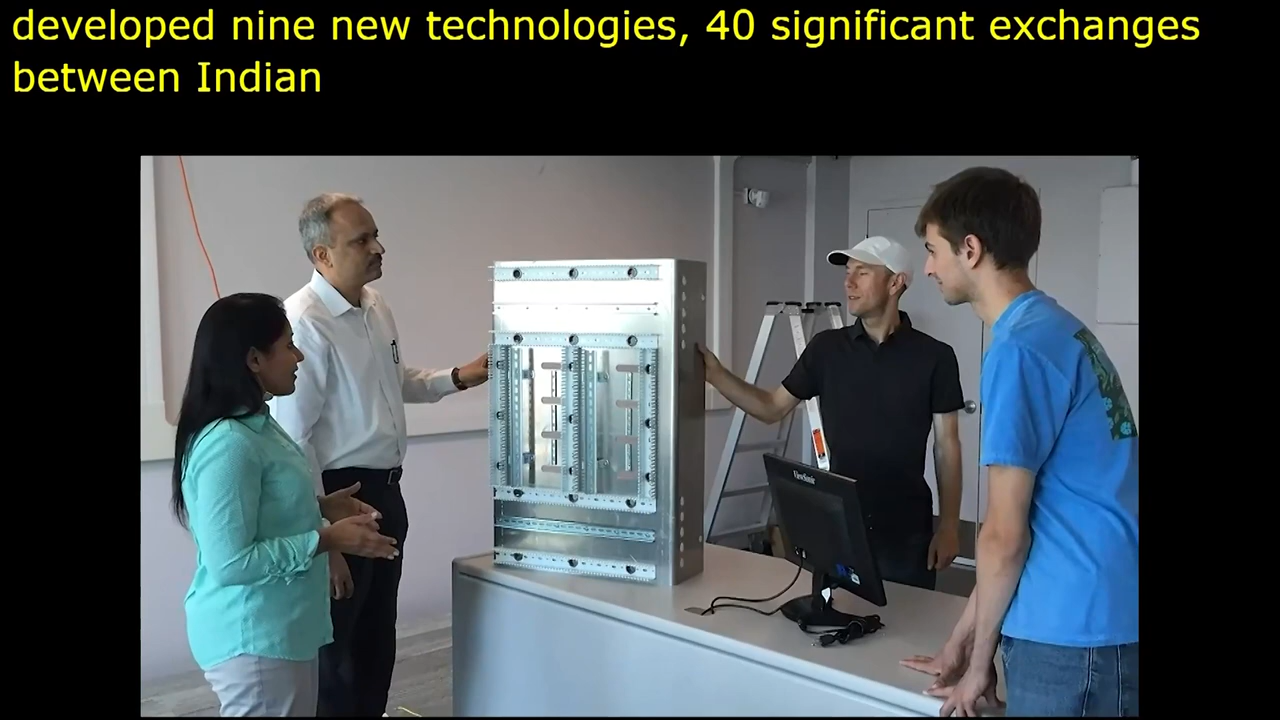 developed nine new technologies, 40 significant exchanges
between Indian
ViewSonic